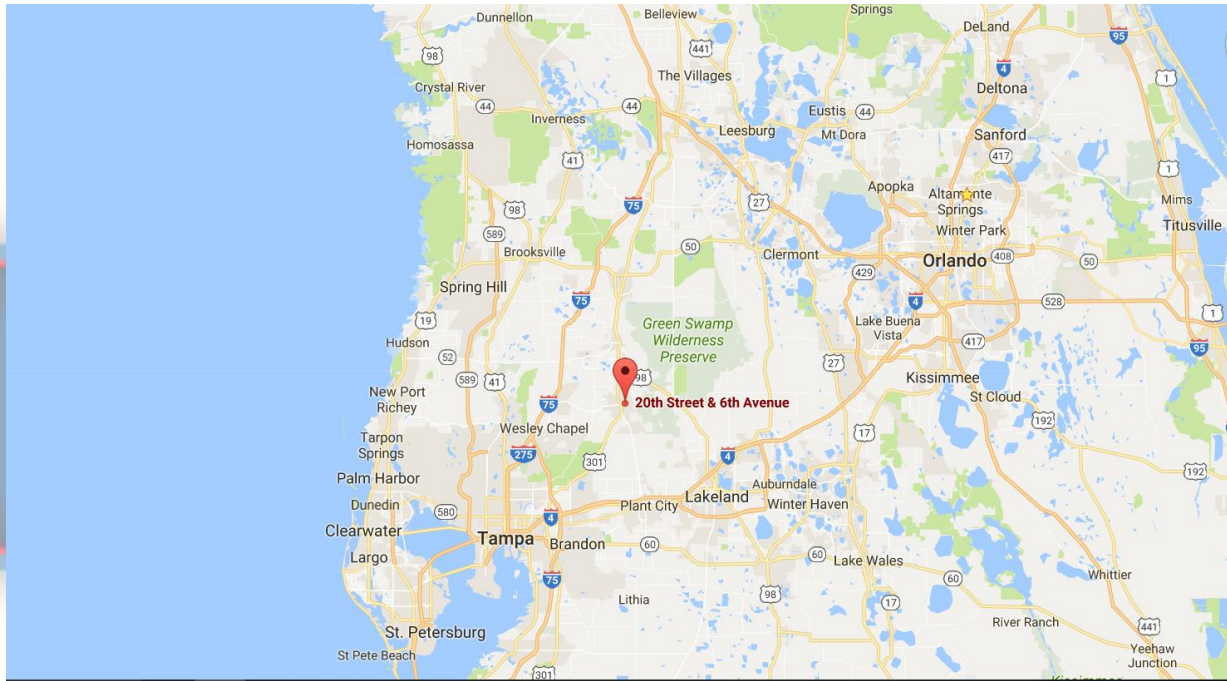 Dunnellon
Belleview
Springs
DeLand
95
98
441
4
1
The Villages
Crystal River
Deltona
44
44
Eustis
44
Inverness
Leesburg
Mt Dora
Sanford
Homosassa
41
417
1
75
27
Apopka
Altamonte
Springs
Mims
98
Titusville
589
Winter Park
Brooksville
50
Clermont
Orlando
408
50
429
Spring Hill
75
4
528
1
19
Green Swamp
Wilderness
Preserve
Lake Buena
Vista
Hudson
417
95
52
27
589
41
98
Kissimmee
New Port
Richey
75
20th Street & 6th Avenue
St Cloud
192
Wesley Chapel
17
Tarpon
Springs
275
4
301
192
Palm Harbor
Auburndale
Lakeland
Dunedin
580
Plant City
Winter Haven
4
Clearwater
Tampa
Brandon
60
60
Largo
Lake Wales
75
60
Whittier
98
Lithia
17
St. Petersburg
River Ranch
441
St Pete Beach
Yeehaw
Junction
301
Kissimmee